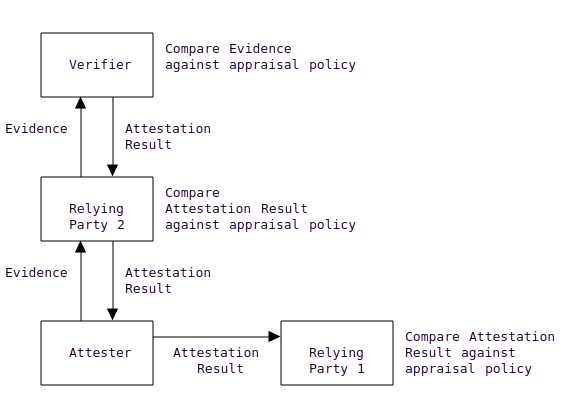 Verifier
Compare Evidence
against appraisal policy
Evidence
Attestation
Result
Relying
Party 2
Compare
Attestation Result
against appraisal policy
Evidence
Attestation
Result
Attester
Attestation
Result
Relying
Party 1
Compare Attestation
Result against
appraisal policy